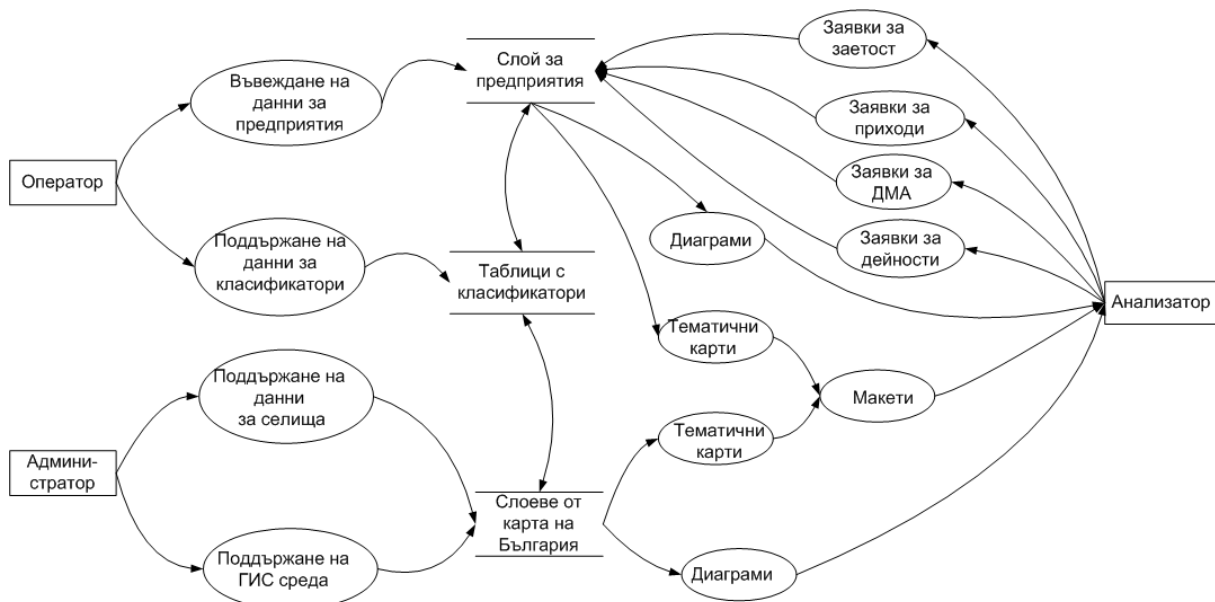 Заявки за
заетост
Слой за
предприятия
Въвеждане на
данни за
предприятия
Заявки за
приходи
Оператор
Заявки за
ДМА
Диаграми
Заявки за
дейности
Поддържане на
данни за
класификатори
Таблици с
класификатори
Анализатор
Тематични
карти
Поддържане на
данни
за селища
Макети
Тематични
карти
Админи-
стратор
Слоеве от
карта на
България
Поддържане на
ГИС среда
Диаграми